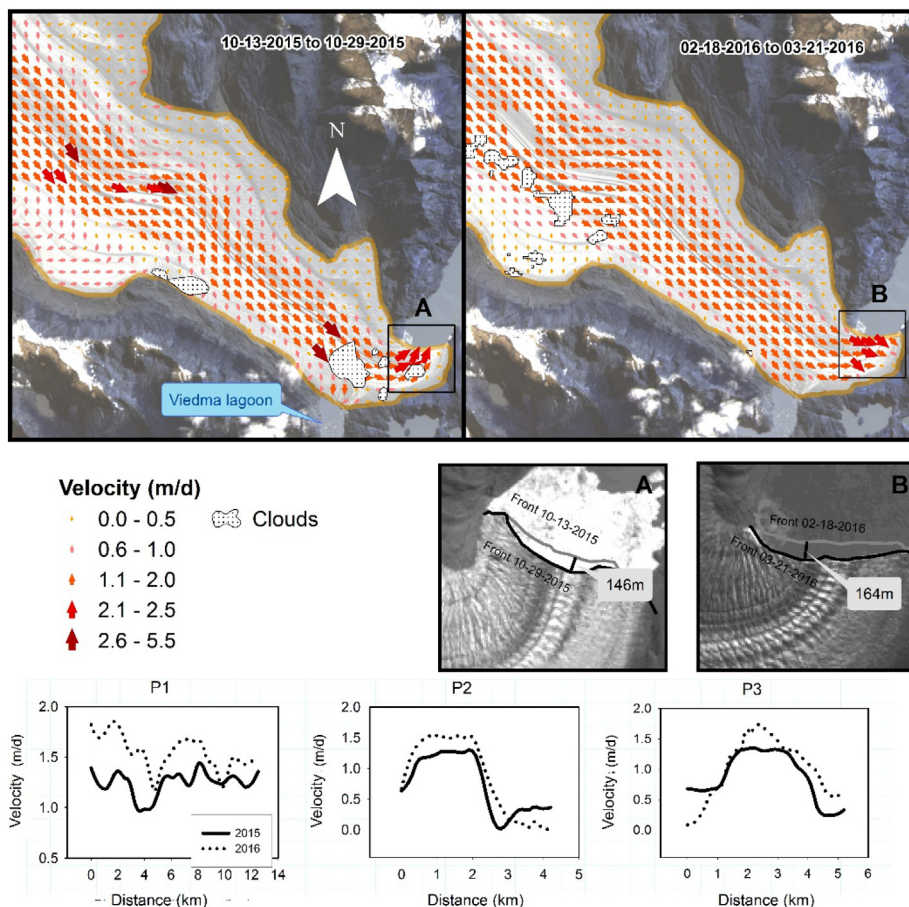 10-13-2015 to 10-29-2015
02-18-2016 to 03-21-2016
N
A
B
Viedma lagoon
Velocity (m/d)
0.0 - 0.5
0.6 - 1.0
1.1 - 2.0
2.1 - 2.5
2.6 - 5.5
Clouds
A
Front 10-13-2015
Front 10-29-2015
146m
B
Front 02-18-2016
Front 03-21-2016
164m
P1
P2
P3
Velocity (m/d)
2.0
1.5
1.0
0.5
2015
2016
0 2 4 6 8 10 12 14
Distance (km)
Velocity (m/d)
2.0
1.5
1.0
0.5
0.0
0 1 2 3 4 5
Distance (km)
Velocity (m/d)
2.0
1.5
1.0
0.5
0.0
0 1 2 3 4 5 6
Distance (km)